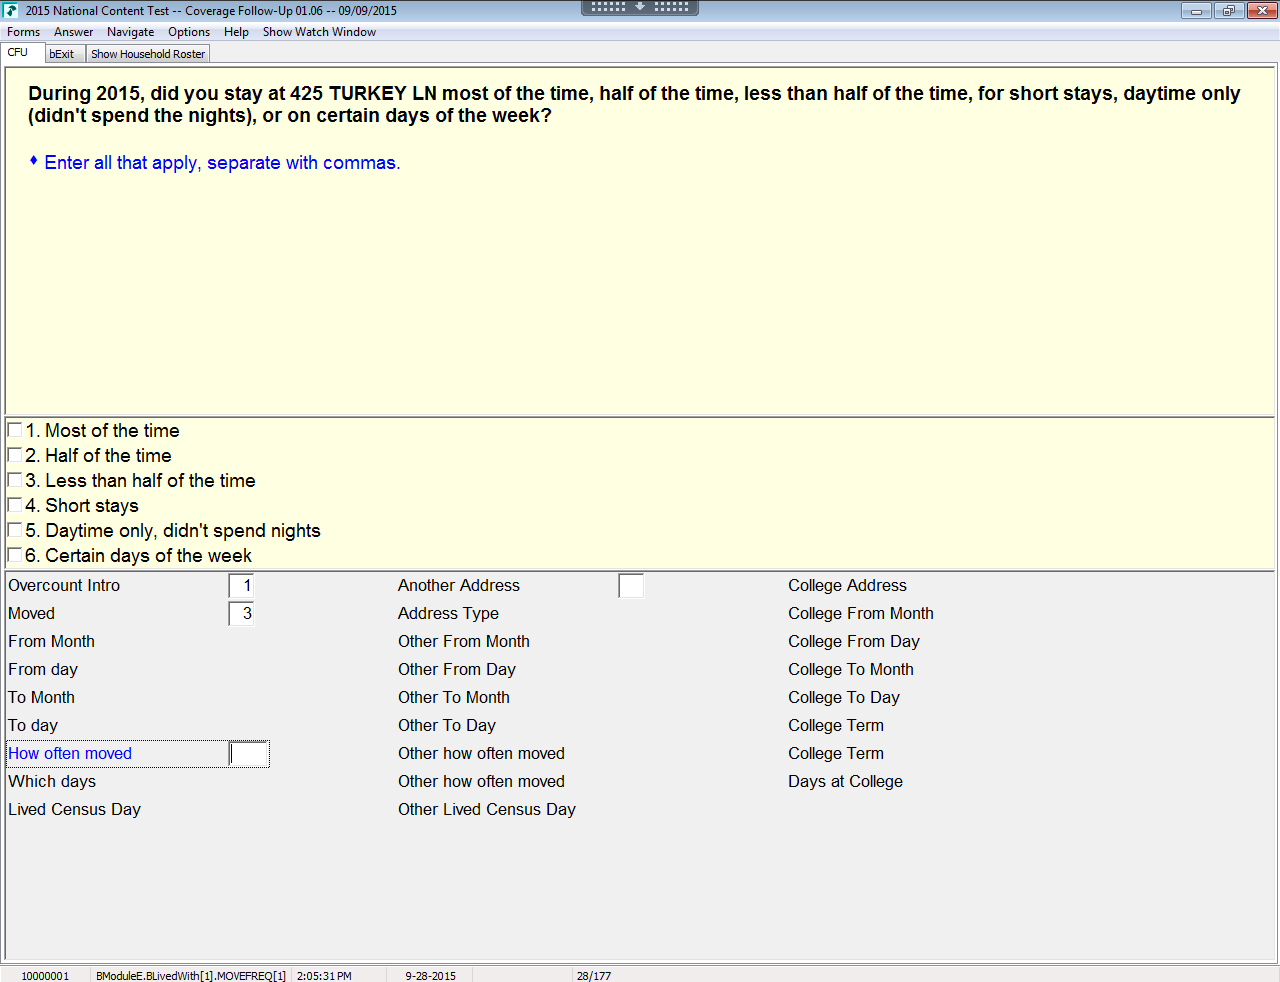 2015 National Content Test -- Coverage Follow-Up 01.06 -- 09/09/2015
Forms Answer Navigate Options Help Show Watch Window
CFU bExit Show Household Roster
During 2015, did you stay at 425 TURKEY LN most of the time, half of the time, less than half of the time, for short stays, daytime only
(didn't spend the nights), or on certain days of the week?
Enter all that apply, separate with commas.
1. Most of the time
2. Half of the time
3. Less than half of the time
4. Short stays
5. Daytime only, didn't spend nights
6. Certain days of the week
Overcount Intro 1 Another Address College Address
Moved 3 Address Type College From Month
From Month Other From Month College From Day
From day Other From Day College To Month
To Month Other To Month College To Day
To day Other To Day College Term
How often moved Other how often moved College Term
Which days Other how often moved Days at College
Lived Census Day Other Lived Census Day
10000001 BModuleE.BLivedWith[1].MOVEFREQ[1] 2:05:31 PM 9-28-2015 28/177